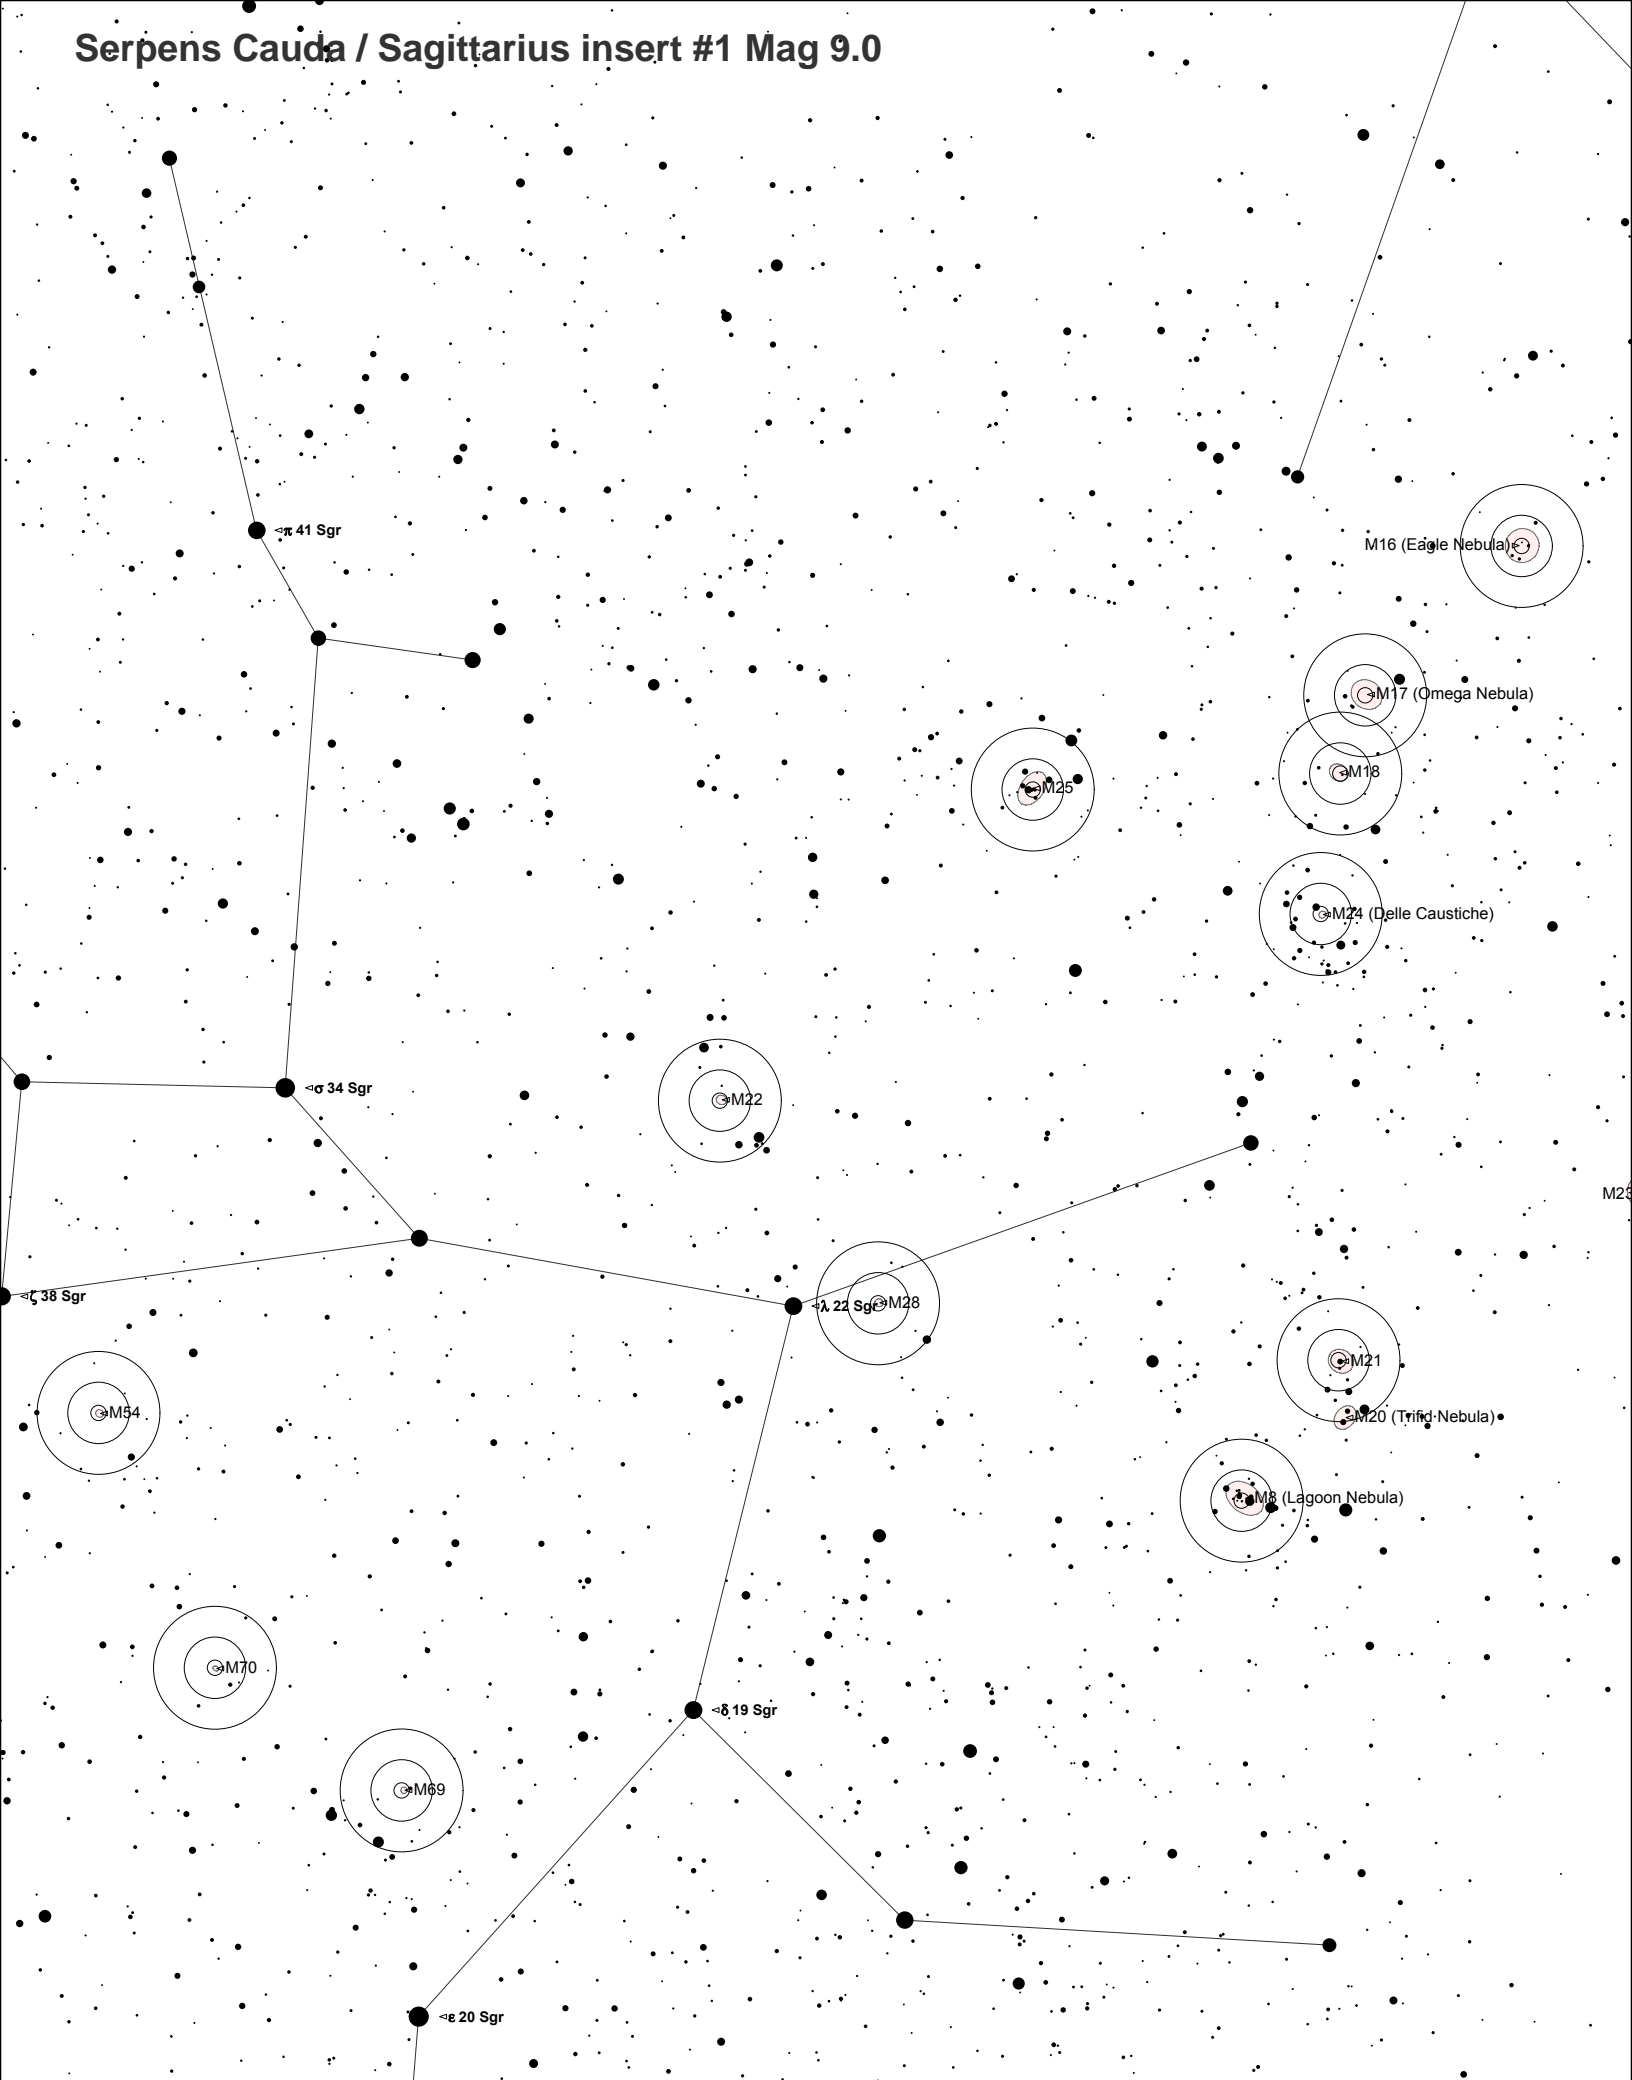 Serpens Cauda / Sagittarius insert #1 Mag 9.0
π 41 Sgr
M16 (Eagle Nebula)
M17 (Omega Nebula)
M18
M25
M24 (Delle Caustiche)
σ 34 Sgr
M22
M23
ζ 38 Sgr
λ 22 Sgr
M28
M21
M54
M20 (Trifid Nebula)
M8 (Lagoon Nebula)
M70
δ 19 Sgr
M69
ε 20 Sgr